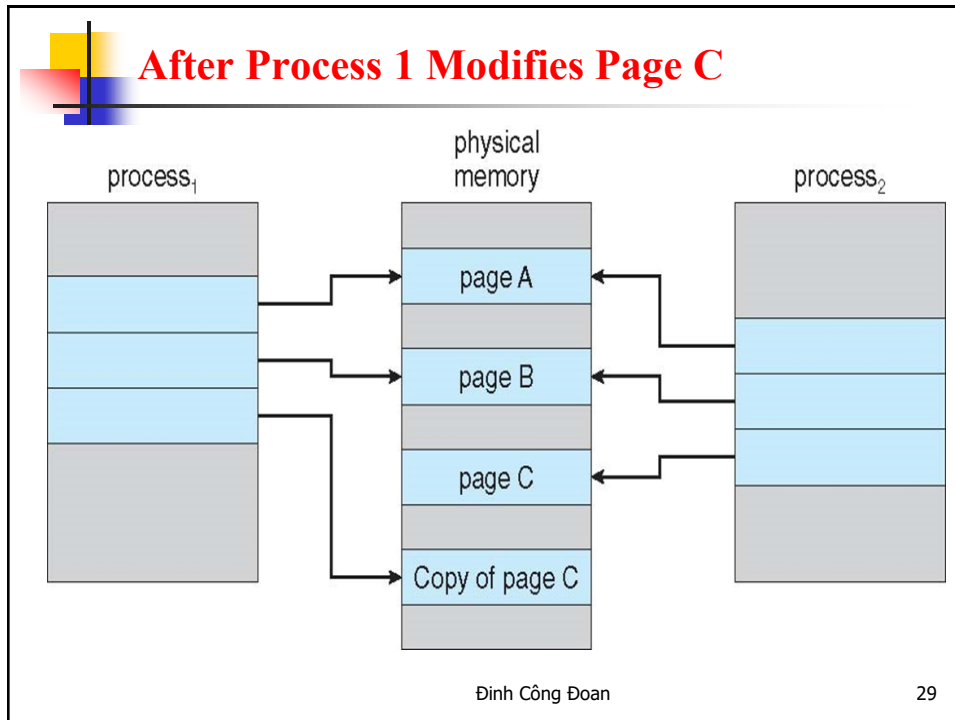 After Process 1 Modifies Page C
physical
memory
process₁
process₂
page A
page B
page C
Copy of page C
Đinh Công Đoan
29